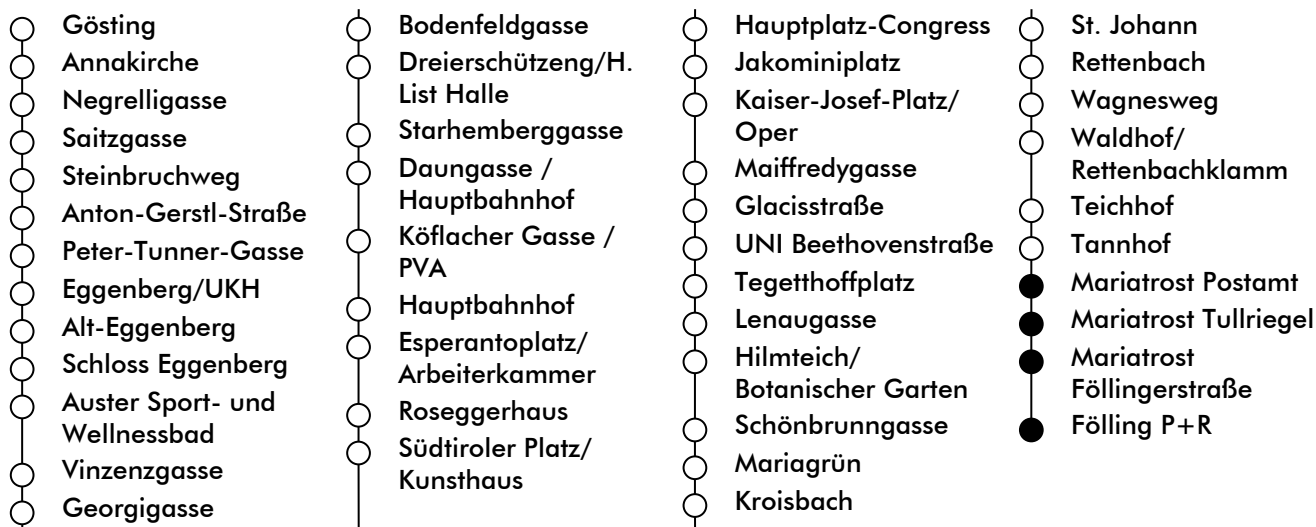 Gösting
Annakirche
Negrelligasse
Saitzgasse
Steinbruchweg
Anton-Gerstl-Straße
Peter-Tunner-Gasse
Eggenberg/UKH
Alt-Eggenberg
Schloss Eggenberg
Auster Sport- und
Wellnessbad
Vinzenzgasse
Georgigasse
Bodenfeldgasse
Dreierschützeng/H.
List Halle
Starhemberggasse
Daungasse /
Hauptbahnhof
Köflacher Gasse /
PVA
Hauptbahnhof
Esperantoplatz/
Arbeiterkammer
Roseggerhaus
Südtiroler Platz/
Kunsthaus
Hauptplatz-Congress
Jakominiplatz
Kaiser-Josef-Platz/
Oper
Maiffredygasse
Glacisstraße
UNI Beethovenstraße
Tegetthoffplatz
Lenaugasse
Hilmteich/
Botanischer Garten
Schönbrunngasse
Mariagrün
Kroisbach
St. Johann
Rettenbach
Wagnesweg
Waldhof/
Rettenbachklamm
Teichhof
Tannhof
Mariatrost Postamt
Mariatrost Tullriegel
Mariatrost
Föllingerstraße
Fölling P+R